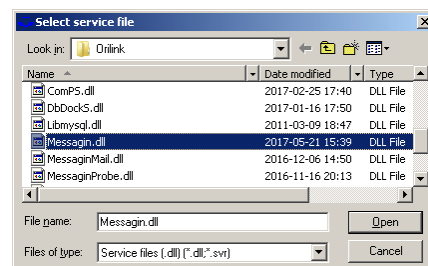 Select service file
Look in: Orilink
Name Date modified Type
ComPS.dll 2017-02-25 17:40 DLL File
DbDockS.dll 2017-01-16 17:50 DLL File
Libmysql.dll 2011-03-09 18:47 DLL File
Messagin.dll 2017-05-21 15:39 DLL File
MessaginMail.dll 2016-12-06 14:50 DLL File
MessaginProbe.dll 2016-11-16 20:13 DLL File
File name: Messagin.dll Open
Files of type: Service files (.dll) (*.dll;*.svr) Cancel